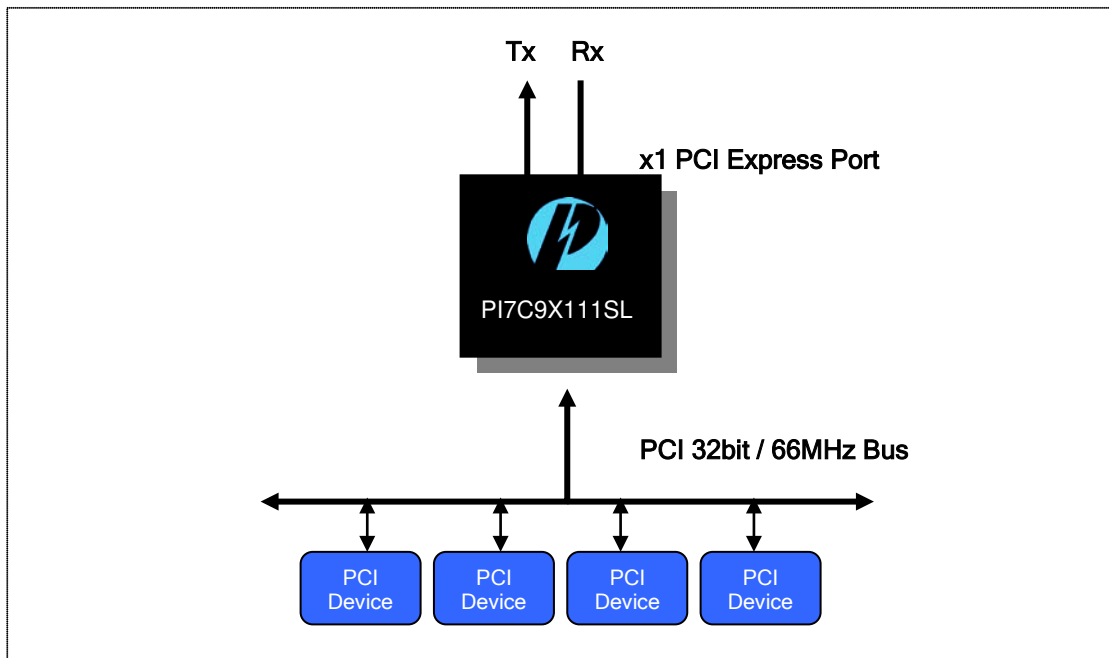 Tx Rx
x1 PCI Express Port
PI7C9X111SL
PCI 32bit / 66MHz Bus
PCI
Device
PCI
Device
PCI
Device
PCI
Device